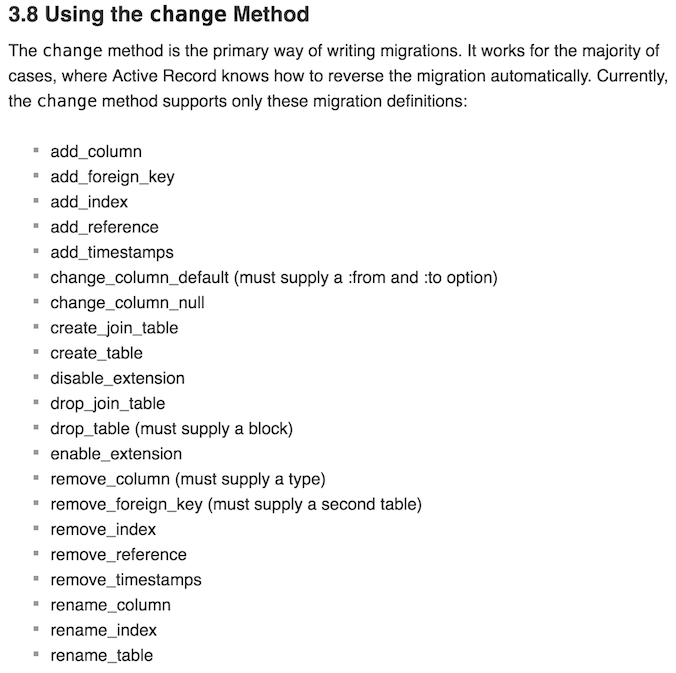 3.8 Using the change Method
The change method is the primary way of writing migrations. It works for the majority of
cases, where Active Record knows how to reverse the migration automatically. Currently,
the change method supports only these migration definitions:
add_column
add_foreign_key
add_index
add_reference
add_timestamps
change_column_default (must supply a :from and :to option)
change_column_null
create_join_table
create_table
disable_extension
drop_join_table
drop_table (must supply a block)
enable_extension
remove_column (must supply a type)
remove_foreign_key (must supply a second table)
remove_index
remove_reference
remove_timestamps
rename_column
rename_index
rename_table